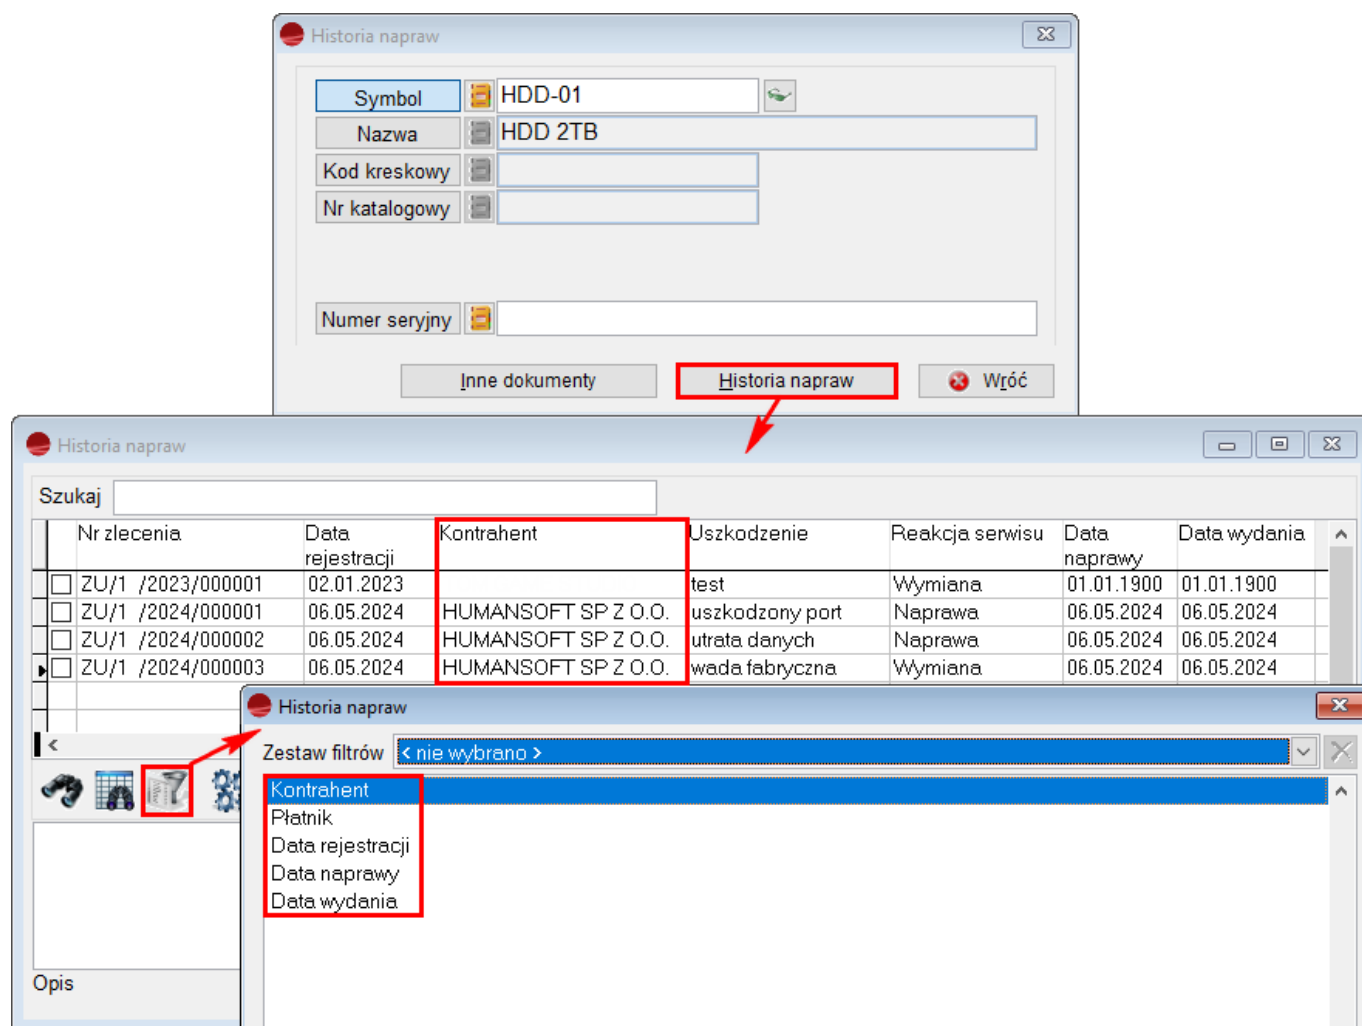 Historia napraw
Symbol HDD-01
Nazwa HDD 2TB
Kod kreskowy
Nr katalogowy
Numer seryjny
Inne dokumenty Historia napraw Wróć
Historia napraw
Szukaj
Nr zlecenia Data rejestracji Kontrahent Uszkodzenie Reakcja serwisu Data naprawy Data wydania
ZU/1 /2023/000001 02.01.2023 test Wymiana 01.01.1900 01.01.1900
ZU/1 /2024/000001 06.05.2024 HUMANSOFT SP Z O.O. uszkodzony port Naprawa 06.05.2024 06.05.2024
ZU/1 /2024/000002 06.05.2024 HUMANSOFT SP Z O.O. utrata danych Naprawa 06.05.2024 06.05.2024
ZU/1 /2024/000003 06.05.2024 HUMANSOFT SP Z O.O. wada fabryczna Wymiana 06.05.2024 06.05.2024
Historia napraw
Zestaw filtrów < nie wybrano >
Kontrahent
Płatnik
Data rejestracji
Data naprawy
Data wydania
Opis